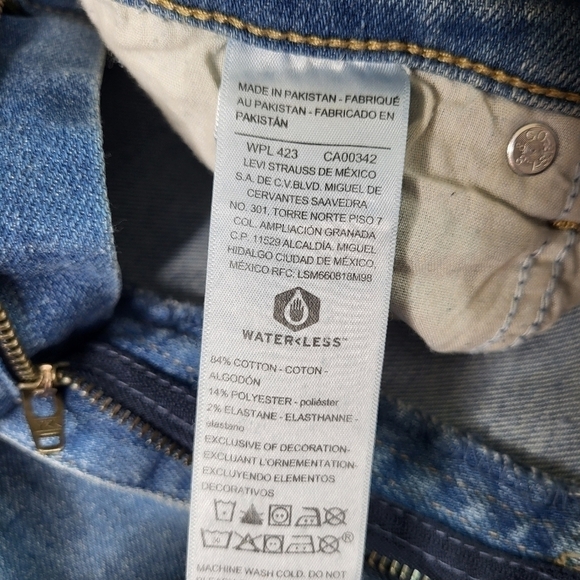 MADE IN PAKISTAN - FABRIQUÉ
AU PAKISTAN - FABRICADO EN
PAKISTÁN
WPL 423 CA00342
LEVI STRAUSS DE MÉXICO
S.A. DE C.V.BLVD. MIGUEL DE
CERVANTES SAAVEDRA
NO. 301, TORRE NORTE PISO 7
COL. AMPLIACIÓN GRANADA
C.P. 11529 ALCALDÍA. MIGUEL
HIDALGO CIUDAD DE MÉXICO,
MÉXICO RFC. LSM660818M98
WATER<LESS™
84% COTTON - COTON -
ALGODÓN
14% POLYESTER - poliéster
2% ELASTANE - ELASTHANNE -
elastano
EXCLUSIVE OF DECORATION-
EXCLUANT L'ORNEMENTATION-
EXCLUYENDO ELEMENTOS
DECORATIVOS
MACHINE WASH COLD. DO NOT